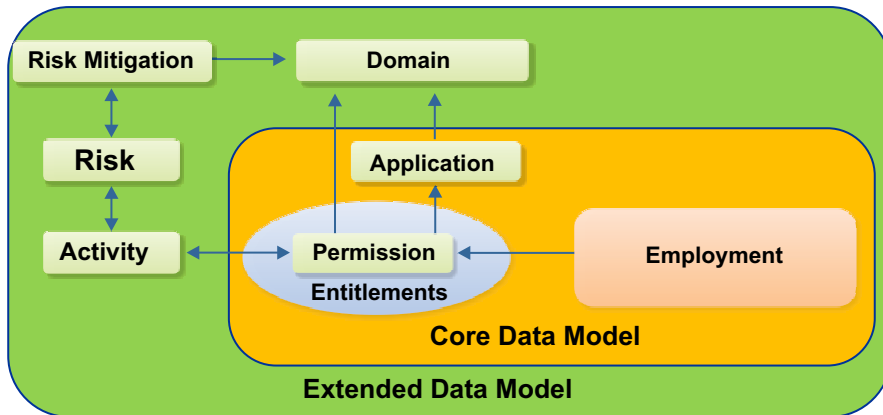 Risk Mitigation
Domain
Risk
Application
Activity
Permission
Entitlements
Employment
Core Data Model
Extended Data Model